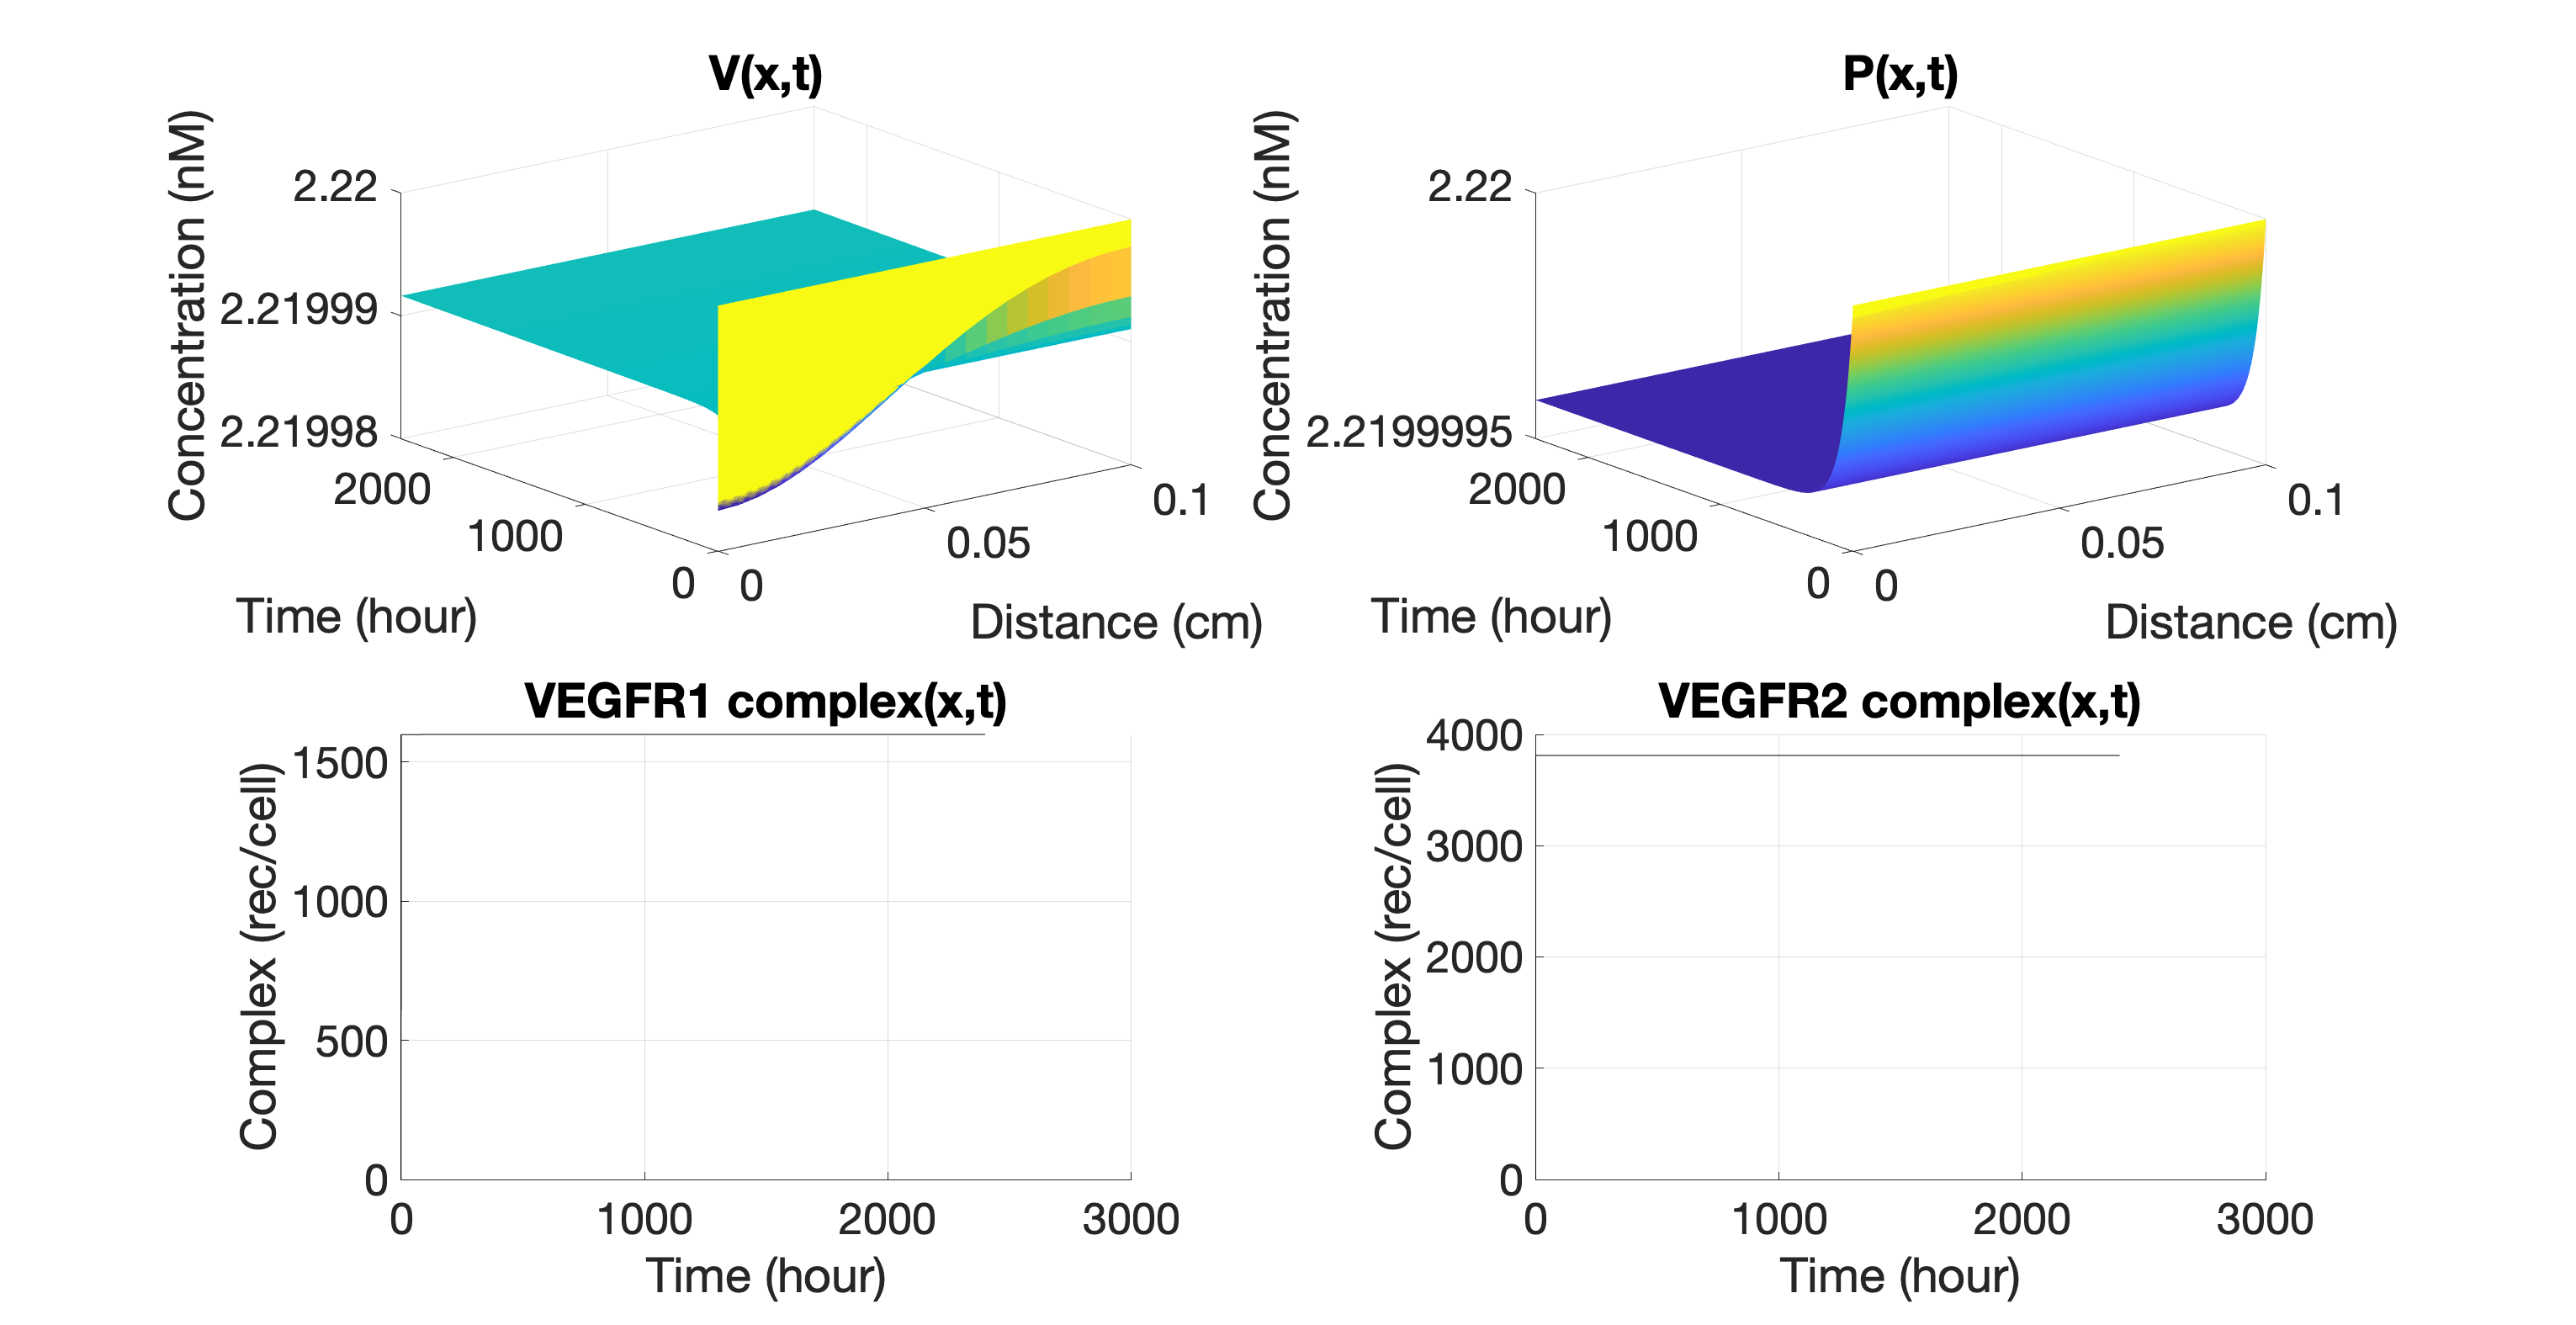 V(x,t)
Concentration (nM)
2.22
2.21999
2.21998
2000
1000
0
0
0.05
0.1
Time (hour)
Distance (cm)
P(x,t)
Concentration (nM)
2.22
2.2199995
2000
1000
0
0
0.05
0.1
Time (hour)
Distance (cm)
VEGFR1 complex(x,t)
Complex (rec/cell)
1500
1000
500
0
0
1000
2000
3000
Time (hour)
VEGFR2 complex(x,t)
Complex (rec/cell)
4000
3000
2000
1000
0
0
1000
2000
3000
Time (hour)